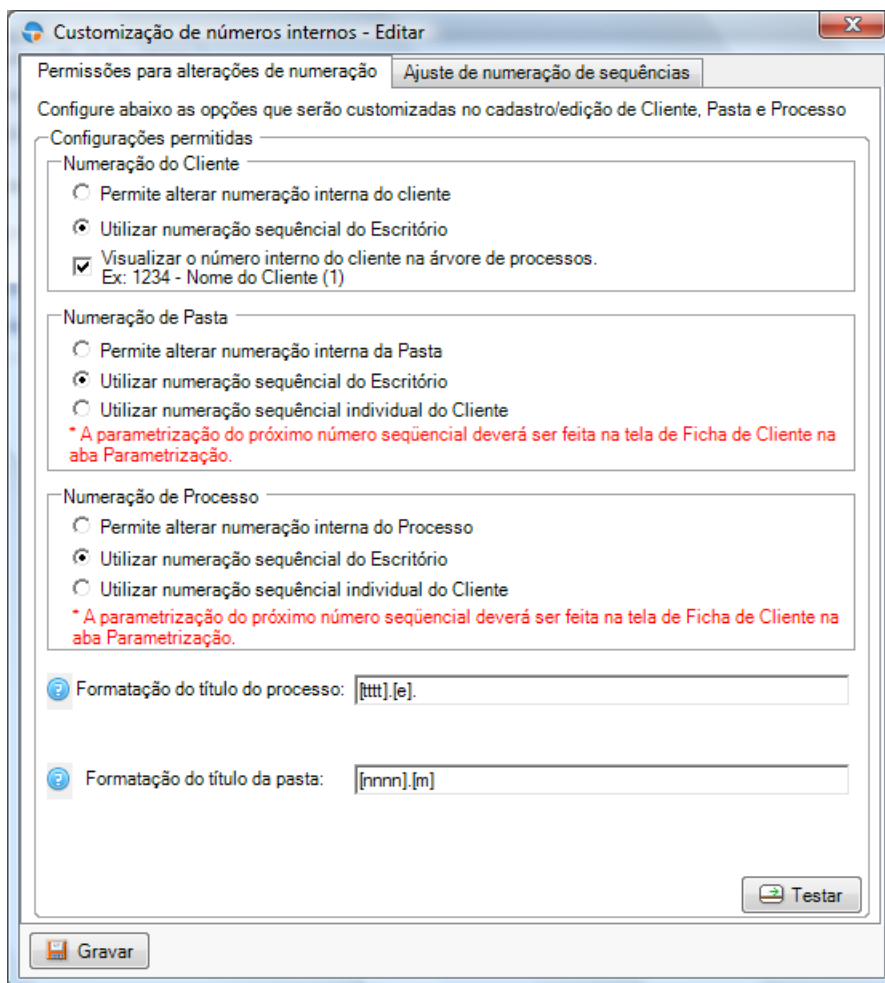 Customização de números internos - Editar
Permissões para alterações de numeração
Ajuste de numeração de sequências
Configure abaixo as opções que serão customizadas no cadastro/edição de Cliente, Pasta e Processo
Configurações permitidas
Numeração do Cliente
Permite alterar numeração interna do cliente
Utilizar numeração sequêncial do Escritório
Visualizar o número interno do cliente na árvore de processos.
Ex: 1234 - Nome do Cliente (1)
Numeração de Pasta
Permite alterar numeração interna da Pasta
Utilizar numeração sequêncial do Escritório
Utilizar numeração sequêncial individual do Cliente
* A parametrização do próximo número seqüencial deverá ser feita na tela de Ficha de Cliente na
aba Parametrização.
Numeração de Processo
Permite alterar numeração interna do Processo
Utilizar numeração sequêncial do Escritório
Utilizar numeração sequêncial individual do Cliente
* A parametrização do próximo número seqüencial deverá ser feita na tela de Ficha de Cliente na
aba Parametrização.
Formatação do título do processo: [tttt].[e].
Formatação do título da pasta: [nnnn].[m]
Testar
Gravar